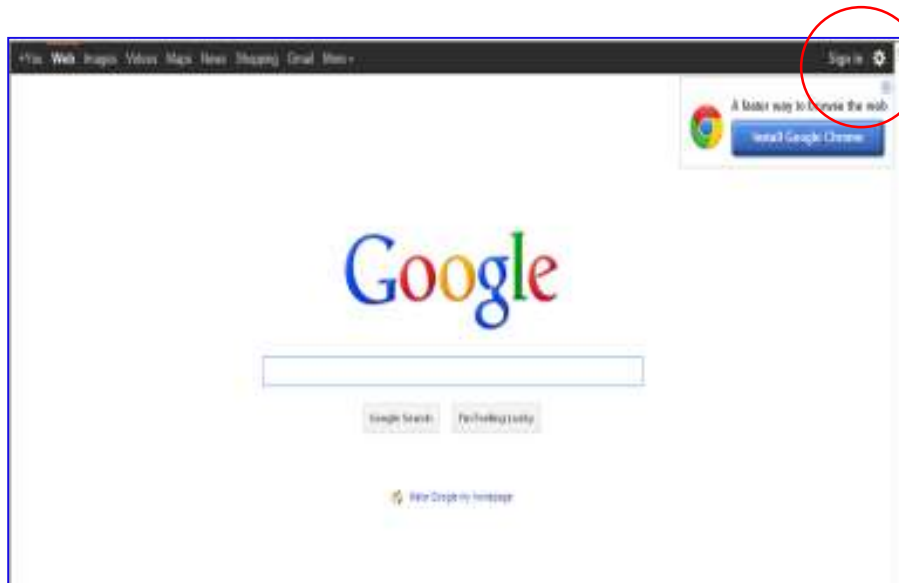 +You Web Images Videos Maps News Shopping Gmail More
Sign in
A faster way to browse the web
Install Google Chrome
Google
Google Search I'm Feeling Lucky
Make Google my homepage